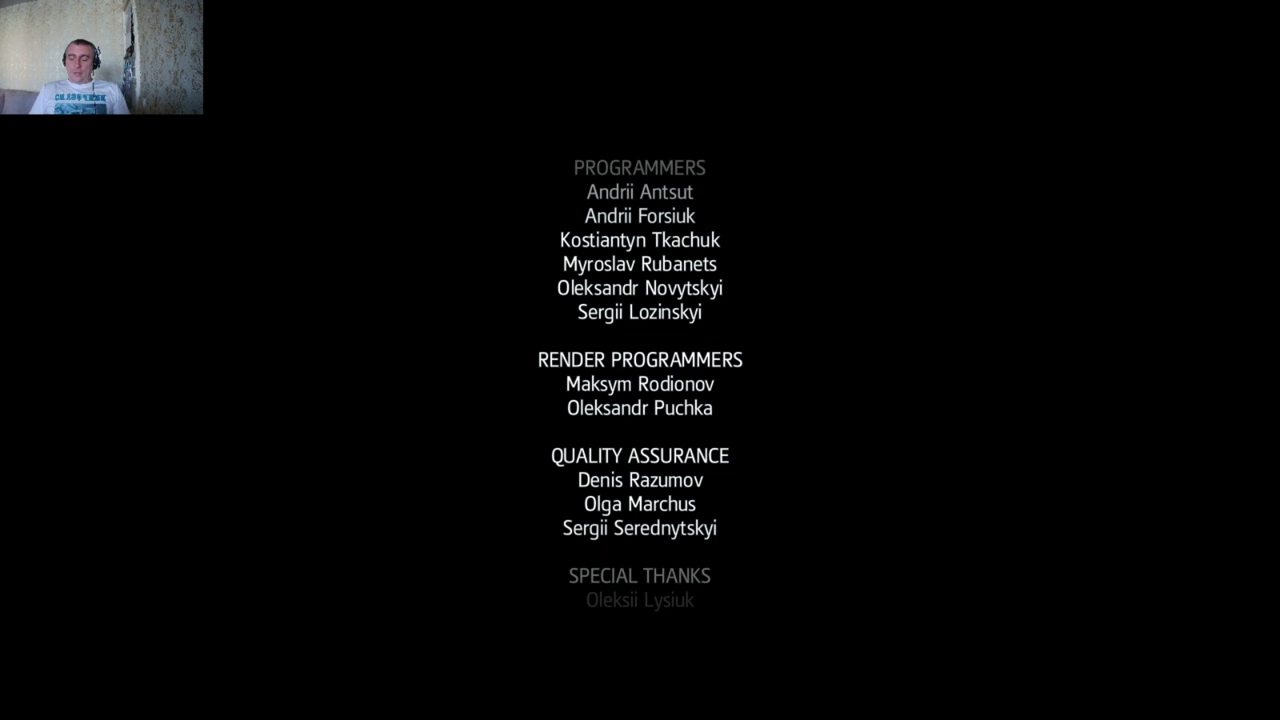 PROGRAMMERS
Andrii Antsut
Andrii Forsiuk
Kostiantyn Tkachuk
Myroslav Rubanets
Oleksandr Novytskyi
Sergii Lozinskyi
RENDER PROGRAMMERS
Maksym Rodionov
Oleksandr Puchka
QUALITY ASSURANCE
Denis Razumov
Olga Marchus
Sergii Serednytskyi
SPECIAL THANKS
Oleksii Lysiuk